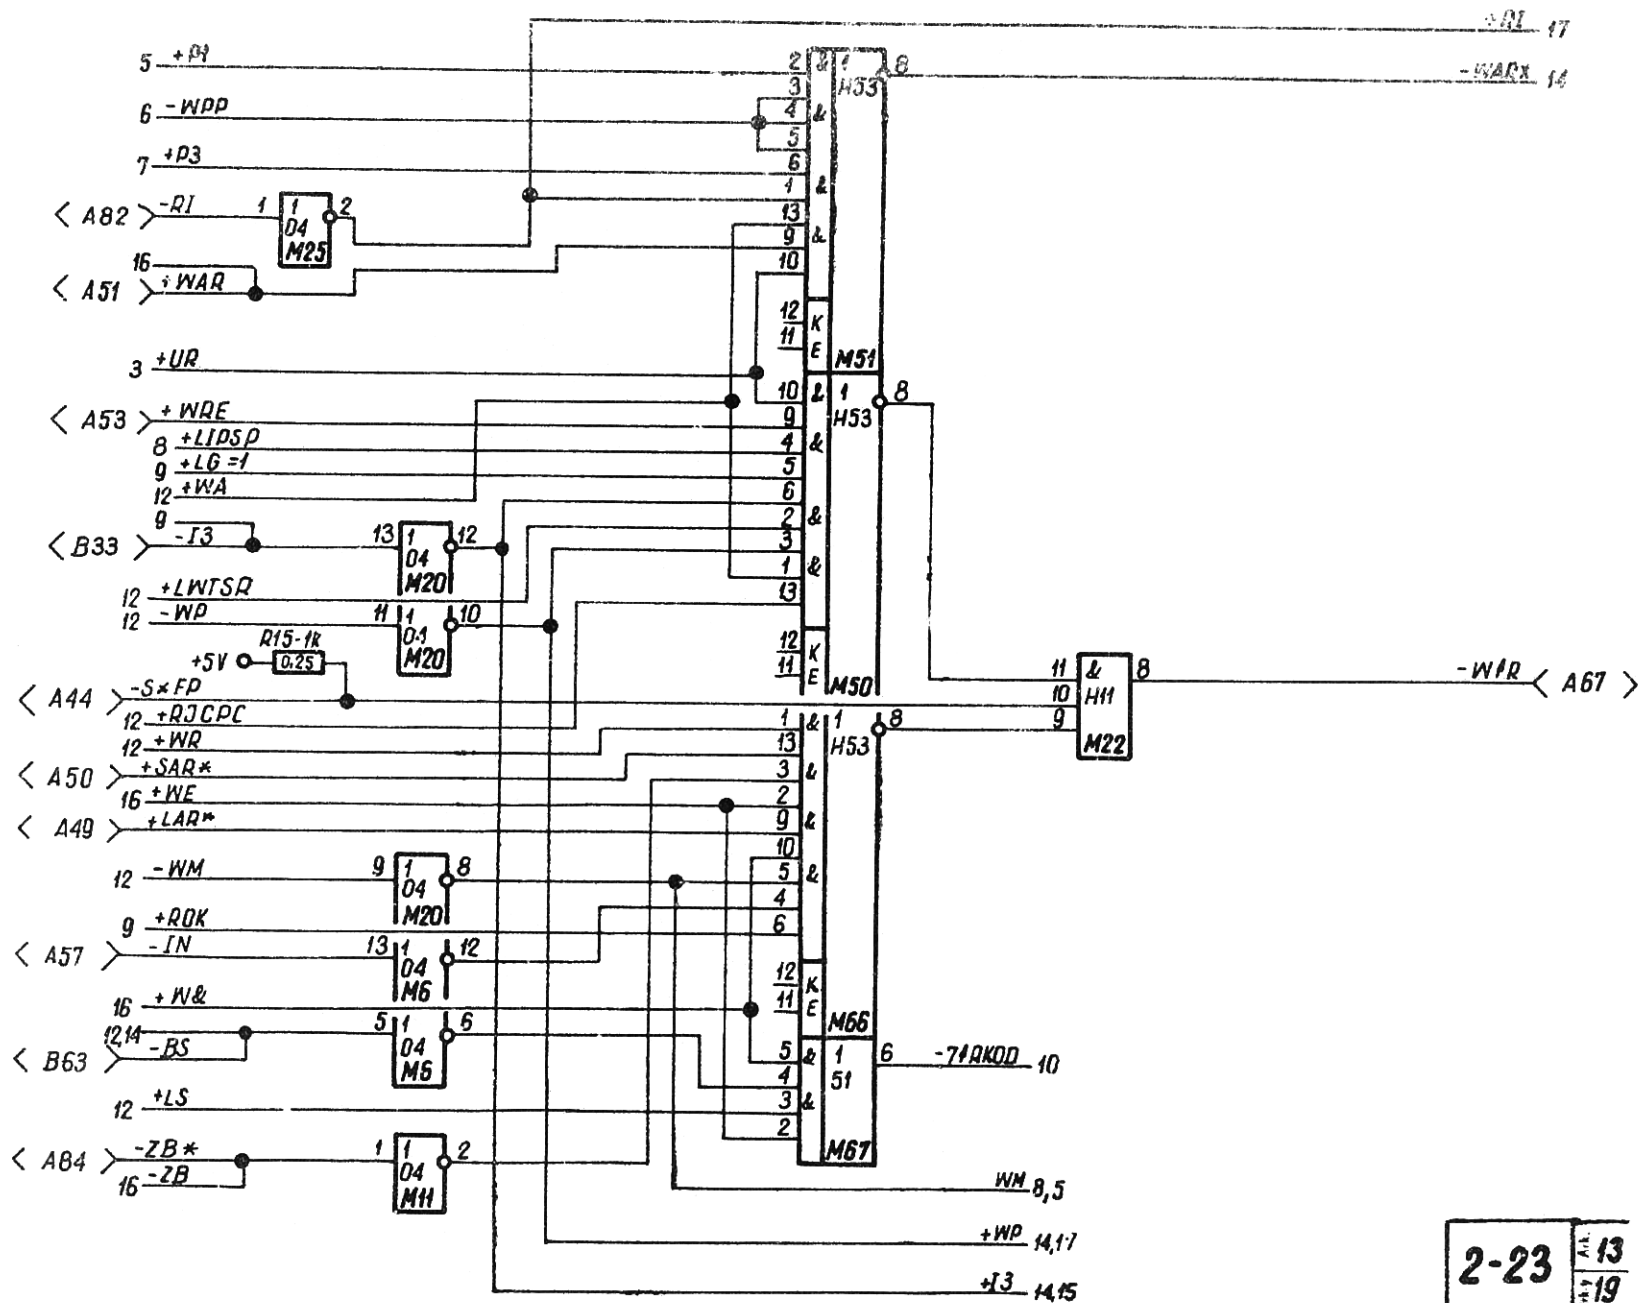 +RI 17
5 +P1 2 & 1 8
3 H53 -WAR* 14
6 -WPP 4 &
5
7 +P3 6
1 &
< A82 > -RI 1 1 2 13
04 9 &
M25
16 10
< A51 > +WAR
12 K
11 E M51
3 +UR
10 & 1 8
< A53 > +WRE 9 H53
8 +LIPSP 4 &
9 +LG=1 5
12 +WA 6
9 2 &
< B33 > -I3 13 1 12 3
04
M20 1 &
12 +LWTSR 13
12 -WP 11 1 10
04
M20
R15-1k 12 K
+5V 0.25 11 E M50
11 & 8 -WIR < A67 >
< A44 > -S*FP 10 H11
12 +RJCPC 1 & 1 8 9
12 +WR 13 H53 M22
< A50 > +SAR* 3 &
16 +WE 2
< A49 > +LAR* 9 &
10
12 -WM 9 1 8 5 &
04
M20 4
9 +ROK 6
< A57 > -IN 13 1 12
04 12 K
M6 11 E
16 +W& M66
12,14 5 1 6
< B63 > -BS 04 5 & 1 6 -71RKOD 10
M6 4 51
12 +LS 3 &
2
M67
< A84 > -ZB* 1 1 2
16 -ZB 04
M11
WM 8,5
+WP 14,17
+I3 14,15
2-23 Ark. 13
19